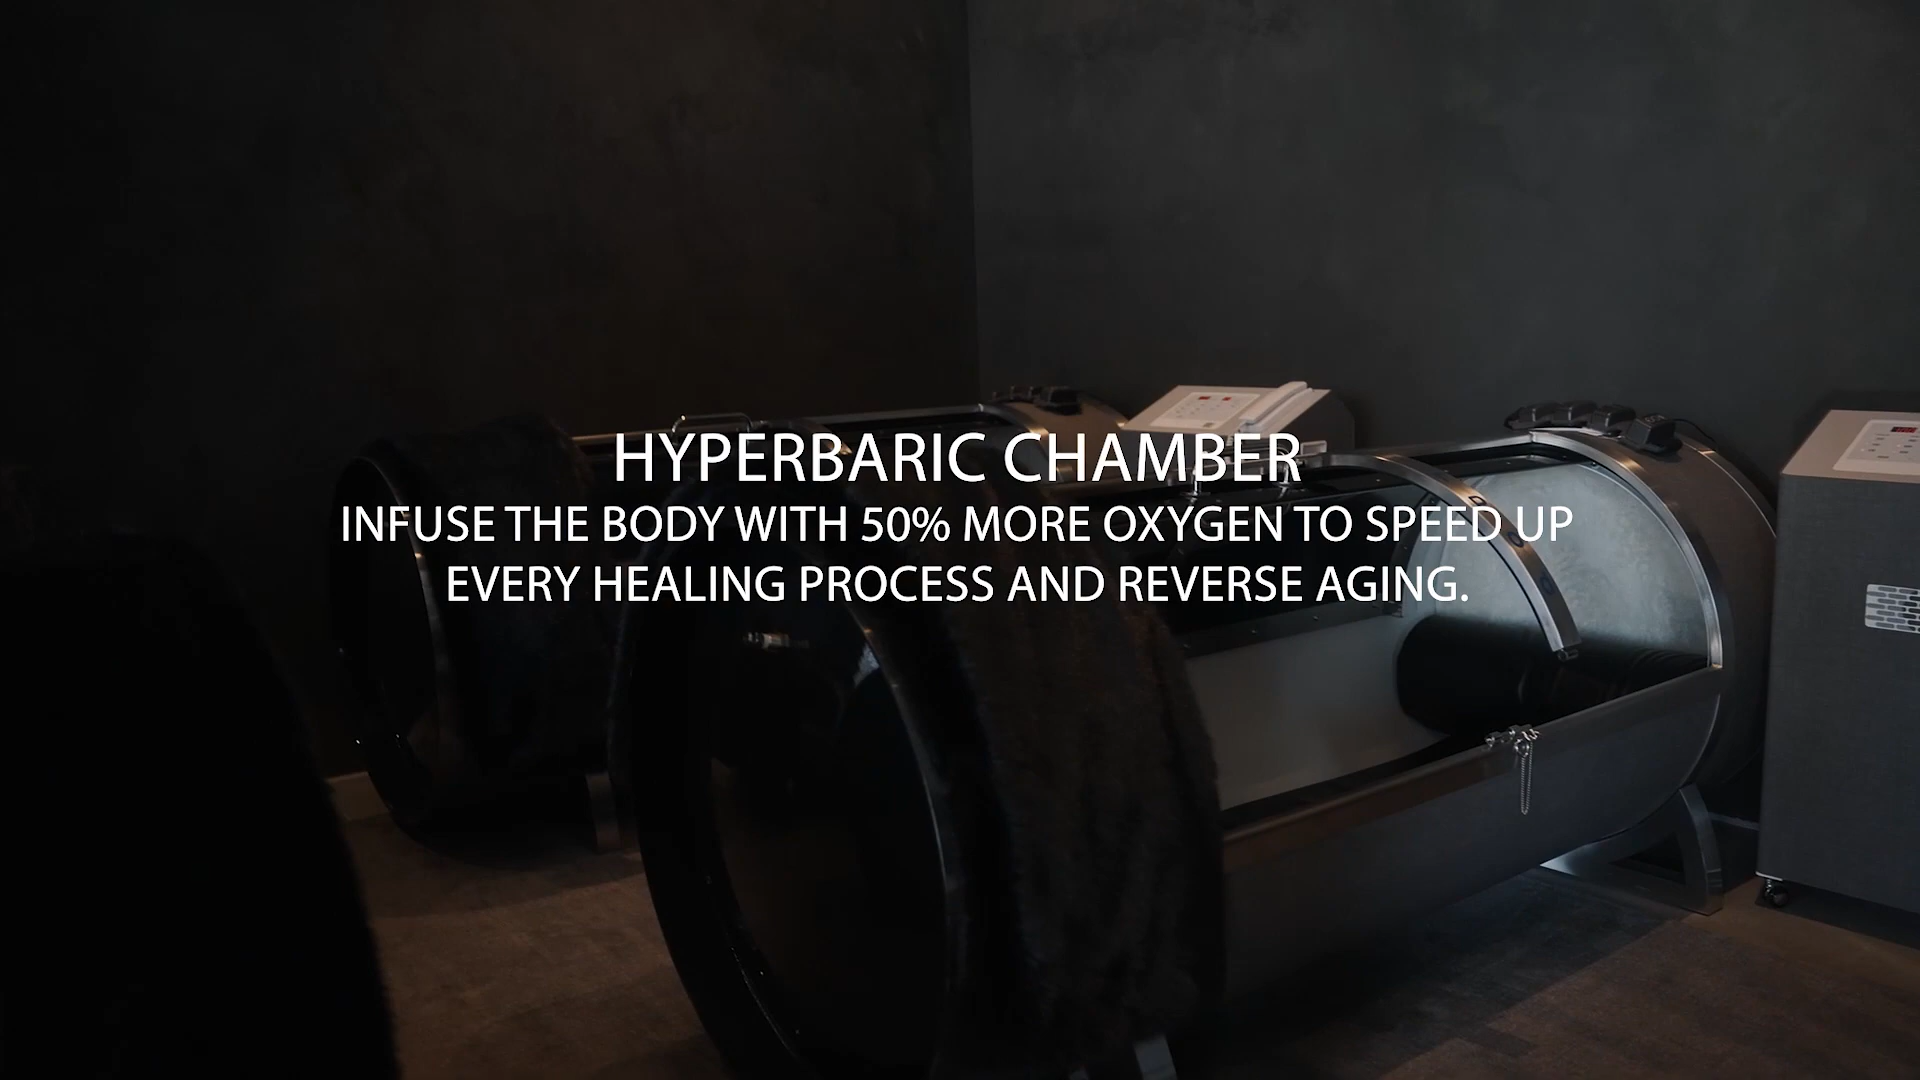 HYPERBARIC CHAMBER
INFUSE THE BODY WITH 50% MORE OXYGEN TO SPEED UP
EVERY HEALING PROCESS AND REVERSE AGING.